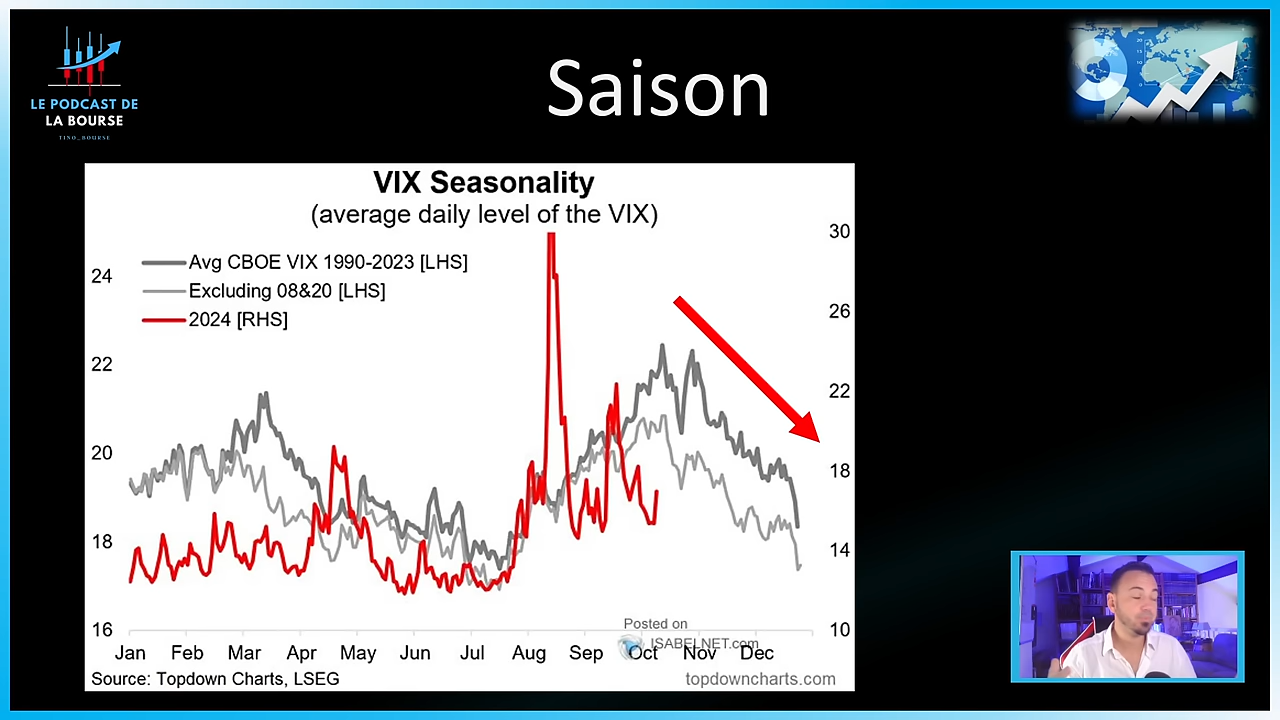 LE PODCAST DE
LA BOURSE
TINO_BOURSE
Saison
VIX Seasonality
(average daily level of the VIX)
Avg CBOE VIX 1990-2023 [LHS]
Excluding 08&20 [LHS]
2024 [RHS]
24
22
20
18
16
30
26
22
18
14
10
Jan Feb Mar Apr May Jun Jul Aug Sep Oct Nov Dec
Posted on
ISABELNET.com
Source: Topdown Charts, LSEG
topdowncharts.com